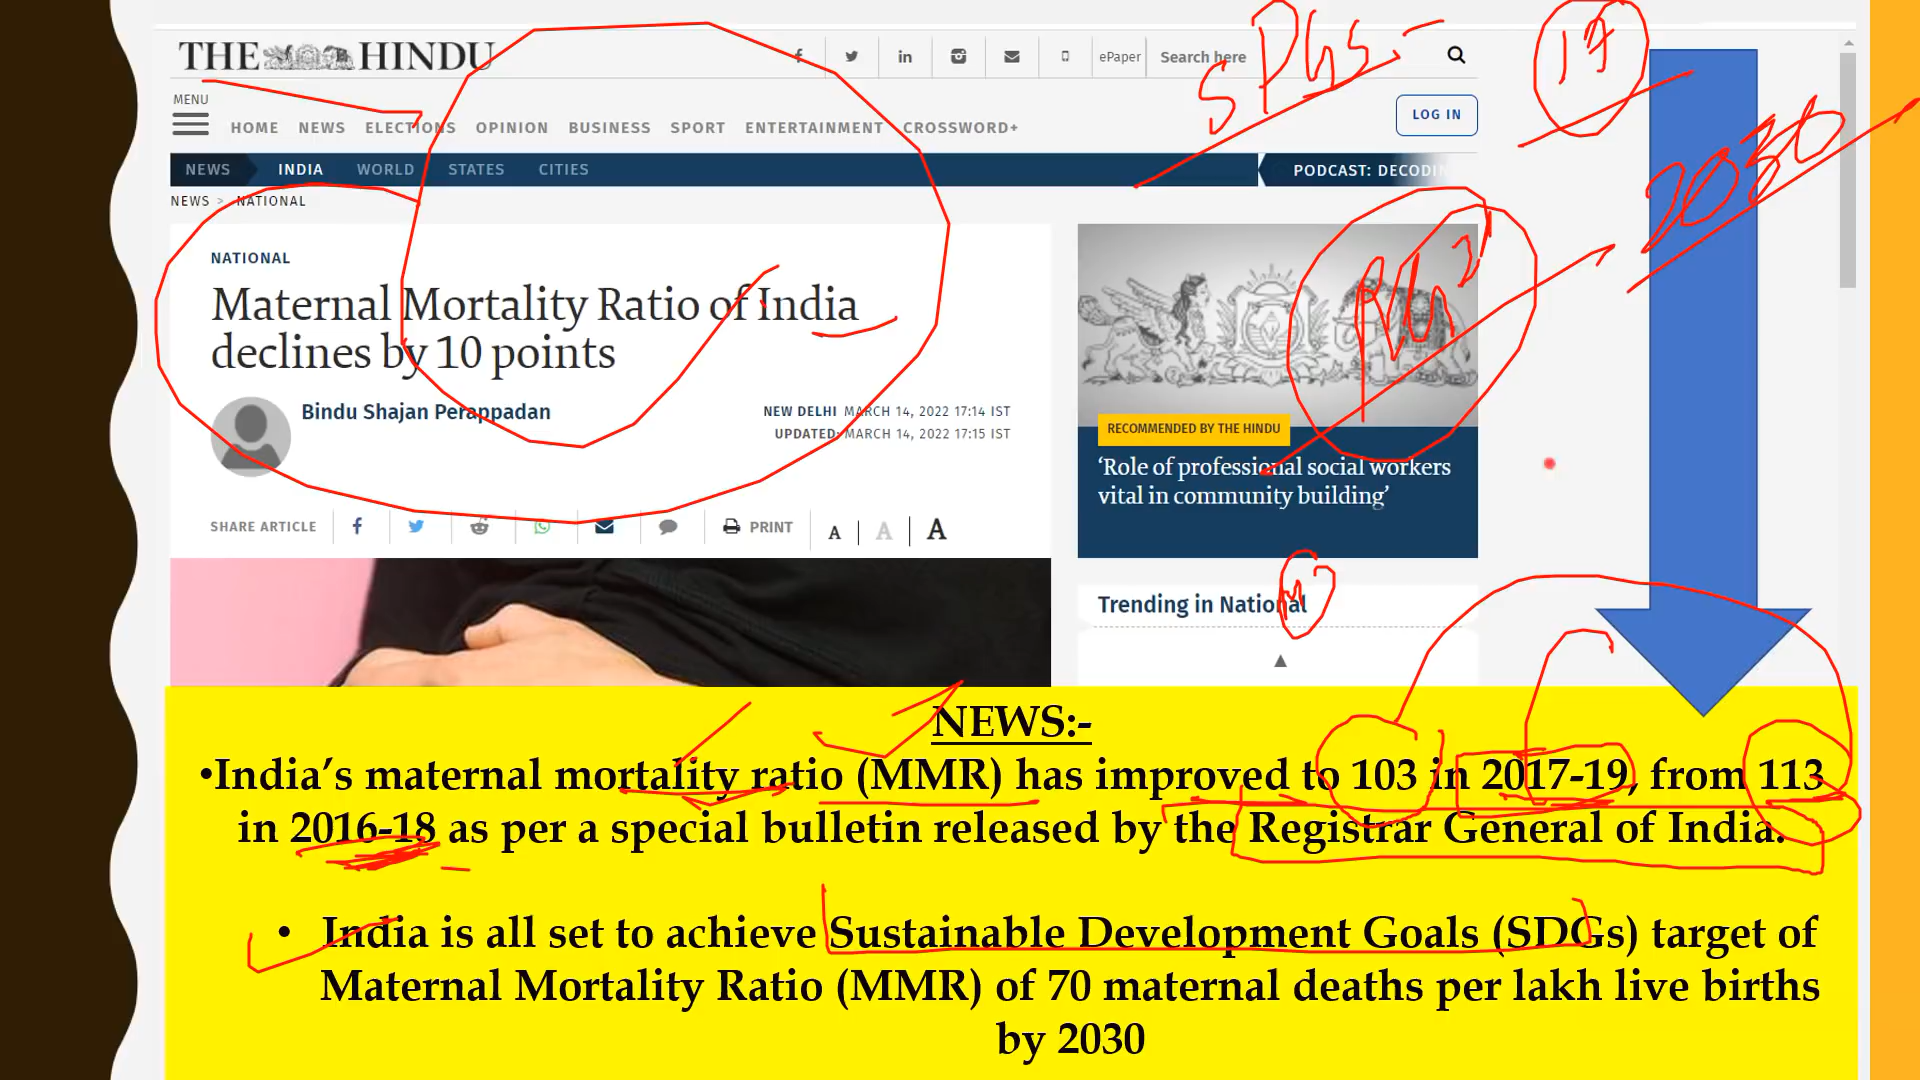 THE HINDU
ePaper
Search here
MENU
HOME NEWS ELECTIONS OPINION BUSINESS SPORT ENTERTAINMENT CROSSWORD+
LOG IN
NEWS INDIA WORLD STATES CITIES
PODCAST: DECODIN
NEWS > NATIONAL
NATIONAL
Maternal Mortality Ratio of India
declines by 10 points
Bindu Shajan Perappadan
NEW DELHI MARCH 14, 2022 17:14 IST
UPDATED: MARCH 14, 2022 17:15 IST
SHARE ARTICLE
PRINT
A A A
RECOMMENDED BY THE HINDU
‘Role of professional social workers
vital in community building’
Trending in National
SDGs-
17
2030
NEWS:-
•India’s maternal mortality ratio (MMR) has improved to 103 in 2017-19, from 113
in 2016-18 as per a special bulletin released by the Registrar General of India.
• India is all set to achieve Sustainable Development Goals (SDGs) target of
Maternal Mortality Ratio (MMR) of 70 maternal deaths per lakh live births
by 2030